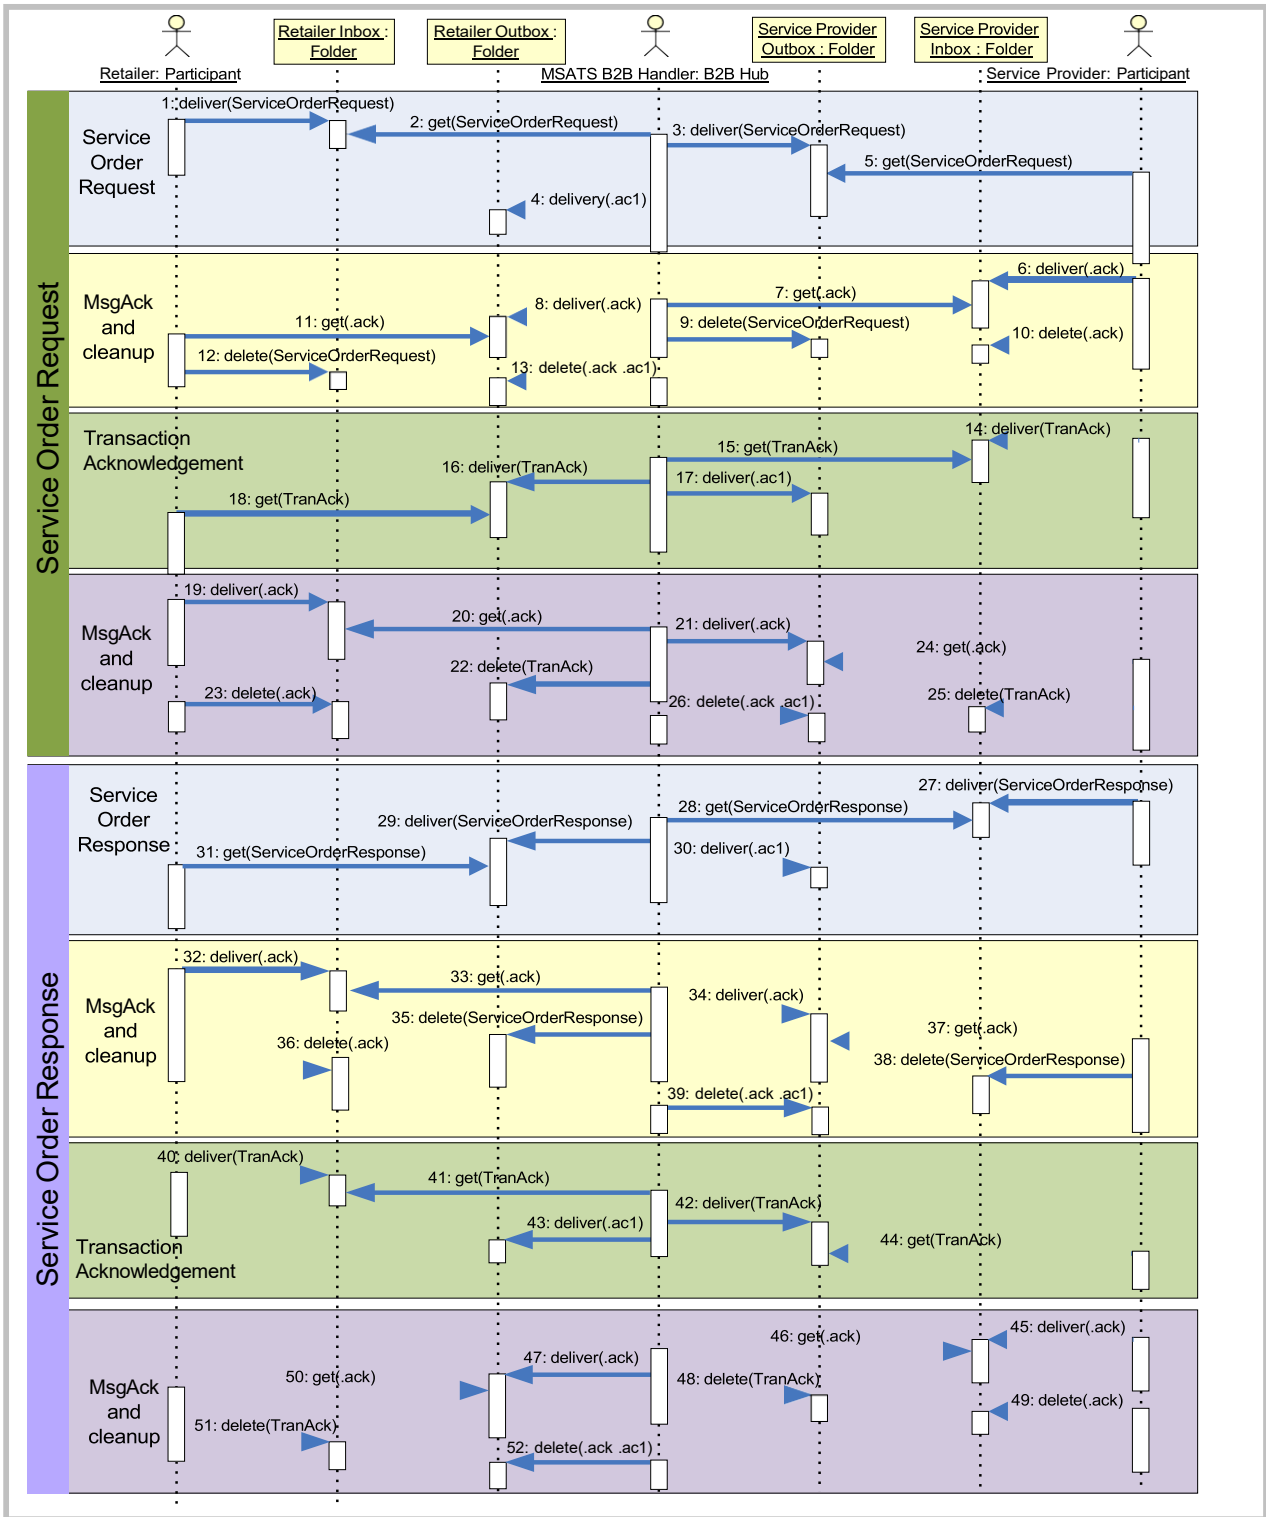 Retailer Inbox :
Folder
Retailer Outbox :
Folder
Service Provider
Outbox : Folder
Service Provider
Inbox : Folder
Retailer: Participant
MSATS B2B Handler: B2B Hub
Service Provider: Participant
Service Order Request
Service
Order
Request
1: deliver(ServiceOrderRequest)
2: get(ServiceOrderRequest)
3: deliver(ServiceOrderRequest)
5: get(ServiceOrderRequest)
4: delivery(.ac1)
MsgAck
and
cleanup
6: deliver(.ack)
7: get(.ack)
8: deliver(.ack)
11: get(.ack)
9: delete(ServiceOrderRequest)
10: delete(.ack)
12: delete(ServiceOrderRequest)
13: delete(.ack .ac1)
Transaction
Acknowledgement
14: deliver(TranAck)
15: get(TranAck)
16: deliver(TranAck)
17: deliver(.ac1)
18: get(TranAck)
MsgAck
and
cleanup
19: deliver(.ack)
20: get(.ack)
21: deliver(.ack)
24: get(.ack)
22: delete(TranAck)
23: delete(.ack)
26: delete(.ack .ac1)
25: delete(TranAck)
Service Order Response
Service
Order
Response
27: deliver(ServiceOrderResponse)
28: get(ServiceOrderResponse)
29: deliver(ServiceOrderResponse)
30: deliver(.ac1)
31: get(ServiceOrderResponse)
MsgAck
and
cleanup
32: deliver(.ack)
33: get(.ack)
34: deliver(.ack)
35: delete(ServiceOrderResponse)
37: get(.ack)
36: delete(.ack)
38: delete(ServiceOrderResponse)
39: delete(.ack .ac1)
Transaction
Acknowledgement
40: deliver(TranAck)
41: get(TranAck)
42: deliver(TranAck)
43: deliver(.ac1)
44: get(TranAck)
MsgAck
and
cleanup
45: deliver(.ack)
46: get(.ack)
47: deliver(.ack)
50: get(.ack)
48: delete(TranAck)
49: delete(.ack)
51: delete(TranAck)
52: delete(.ack .ac1)